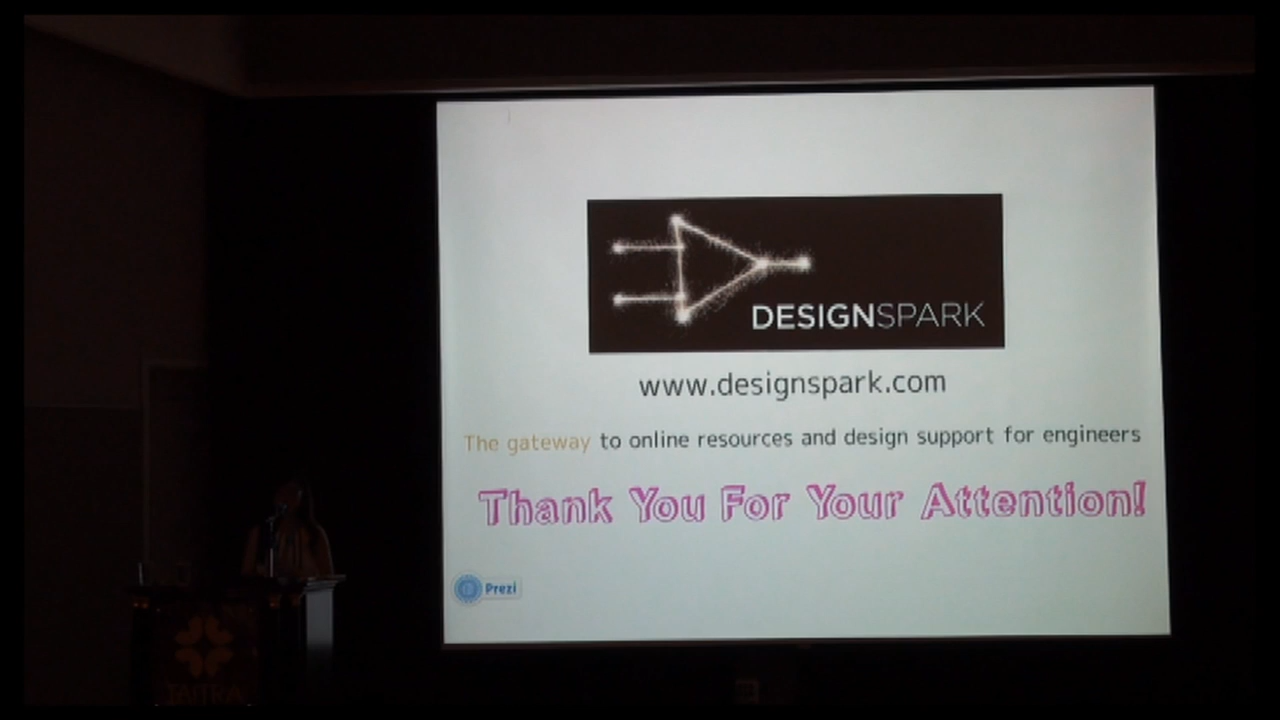 DESIGNSPARK
www.designspark.com
The gateway to online resources and design support for engineers
Thank You For Your Attention!
Prezi
TAITRA